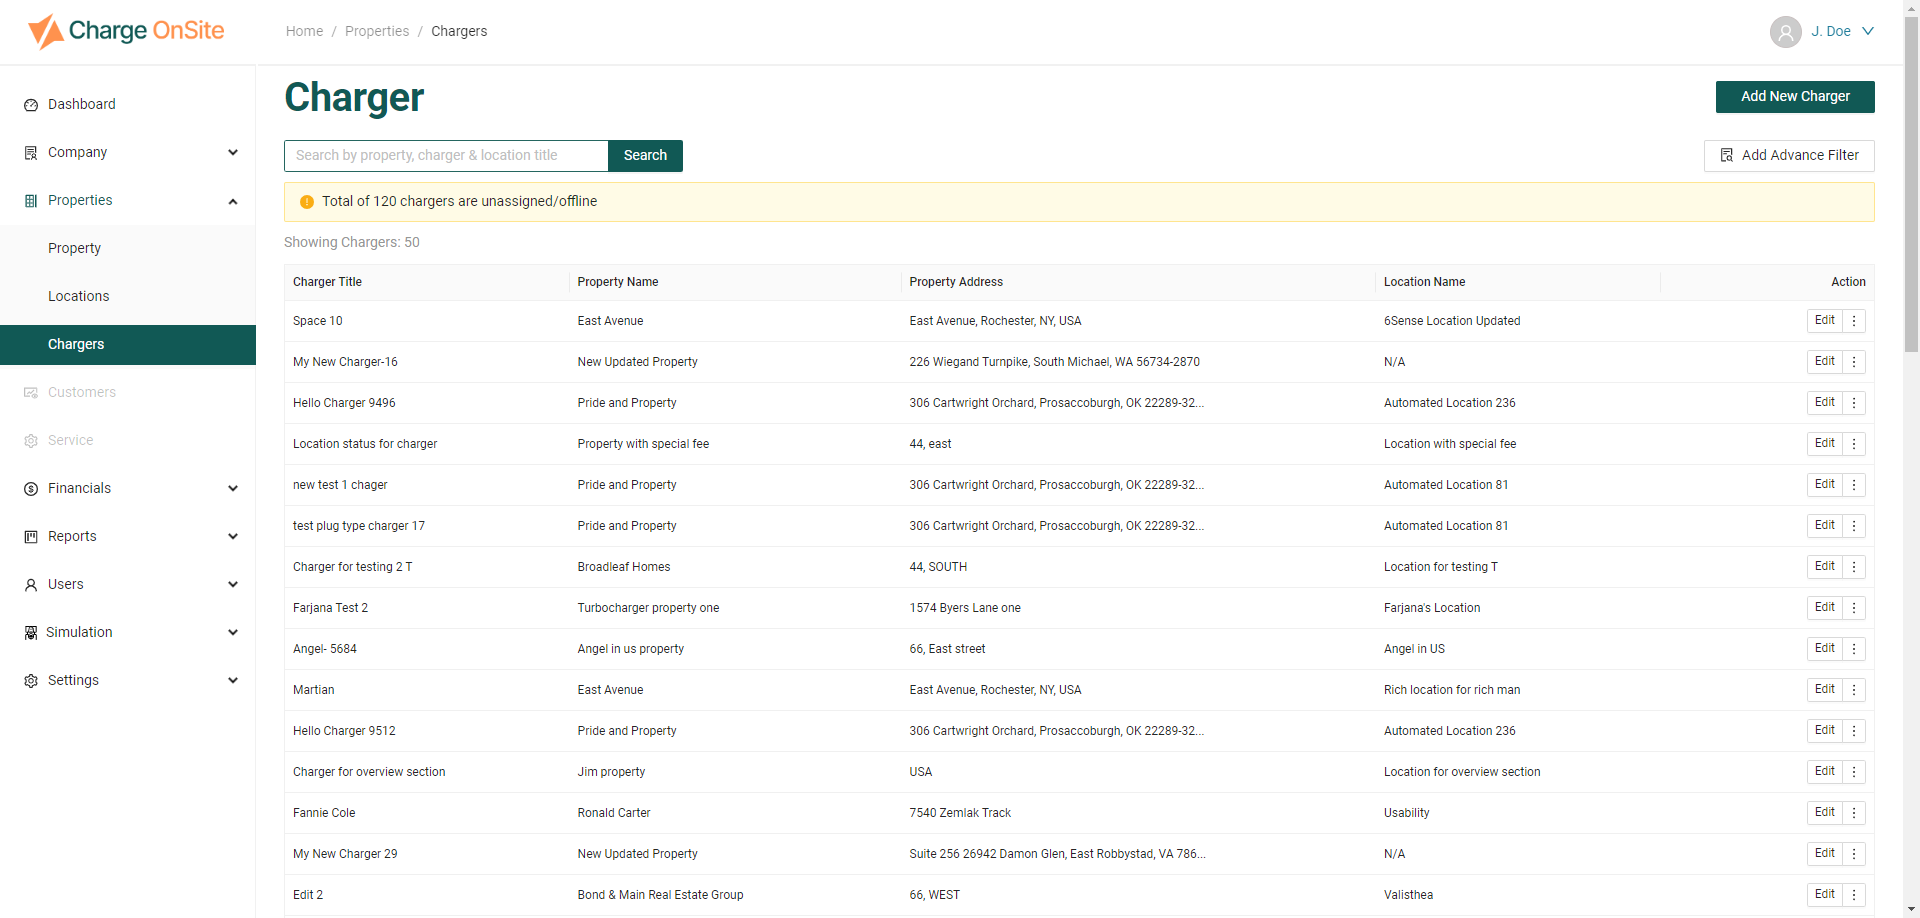 Charge OnSite
Home / Properties / Chargers
J. Doe
Dashboard
Company
Properties
Property
Locations
Chargers
Customers
Service
Financials
Reports
Users
Simulation
Settings
Charger
Add New Charger
Search by property, charger & location title
Search
Add Advance Filter
Total of 120 chargers are unassigned/offline
Showing Chargers: 50
Charger Title Property Name Property Address Location Name Action
Space 10 East Avenue East Avenue, Rochester, NY, USA 6Sense Location Updated Edit
My New Charger-16 New Updated Property 226 Wiegand Turnpike, South Michael, WA 56734-2870 N/A Edit
Hello Charger 9496 Pride and Property 306 Cartwright Orchard, Prosaccoburgh, OK 22289-32... Automated Location 236 Edit
Location status for charger Property with special fee 44, east Location with special fee Edit
new test 1 chager Pride and Property 306 Cartwright Orchard, Prosaccoburgh, OK 22289-32... Automated Location 81 Edit
test plug type charger 17 Pride and Property 306 Cartwright Orchard, Prosaccoburgh, OK 22289-32... Automated Location 81 Edit
Charger for testing 2 T Broadleaf Homes 44, SOUTH Location for testing T Edit
Farjana Test 2 Turbocharger property one 1574 Byers Lane one Farjana's Location Edit
Angel- 5684 Angel in us property 66, East street Angel in US Edit
Martian East Avenue East Avenue, Rochester, NY, USA Rich location for rich man Edit
Hello Charger 9512 Pride and Property 306 Cartwright Orchard, Prosaccoburgh, OK 22289-32... Automated Location 236 Edit
Charger for overview section Jim property USA Location for overview section Edit
Fannie Cole Ronald Carter 7540 Zemlak Track Usability Edit
My New Charger 29 New Updated Property Suite 256 26942 Damon Glen, East Robbystad, VA 786... N/A Edit
Edit 2 Bond & Main Real Estate Group 66, WEST Valisthea Edit